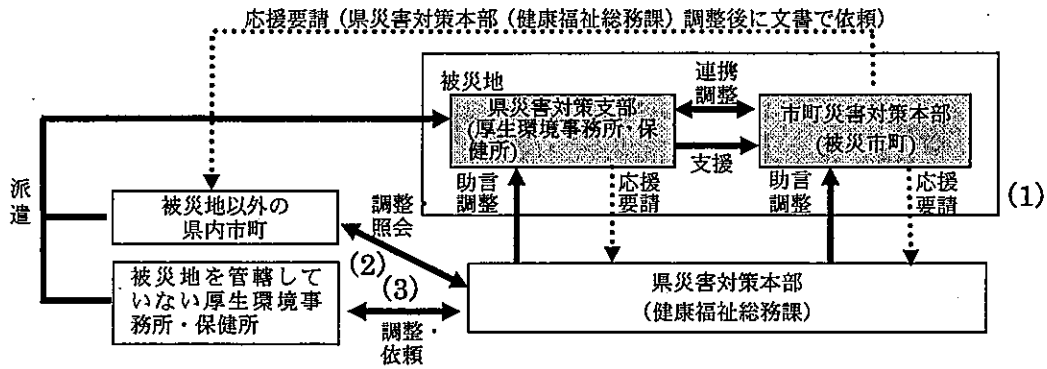 応援要請(県災害対策本部(健康福祉総務課)調整後に文書で依頼)
被災地
県災害対策支部
(厚生環境事務所・保
健所)
連携
調整
支援
市町災害対策本部
(被災市町)
助言
調整
応援
要請
助言
調整
応援
要請
(1)
派遣
被災地以外の
県内市町
調整
照会
(2)
(3)
被災地を管轄して
いない厚生環境事
務所・保健所
調整・
依頼
県災害対策本部
(健康福祉総務課)